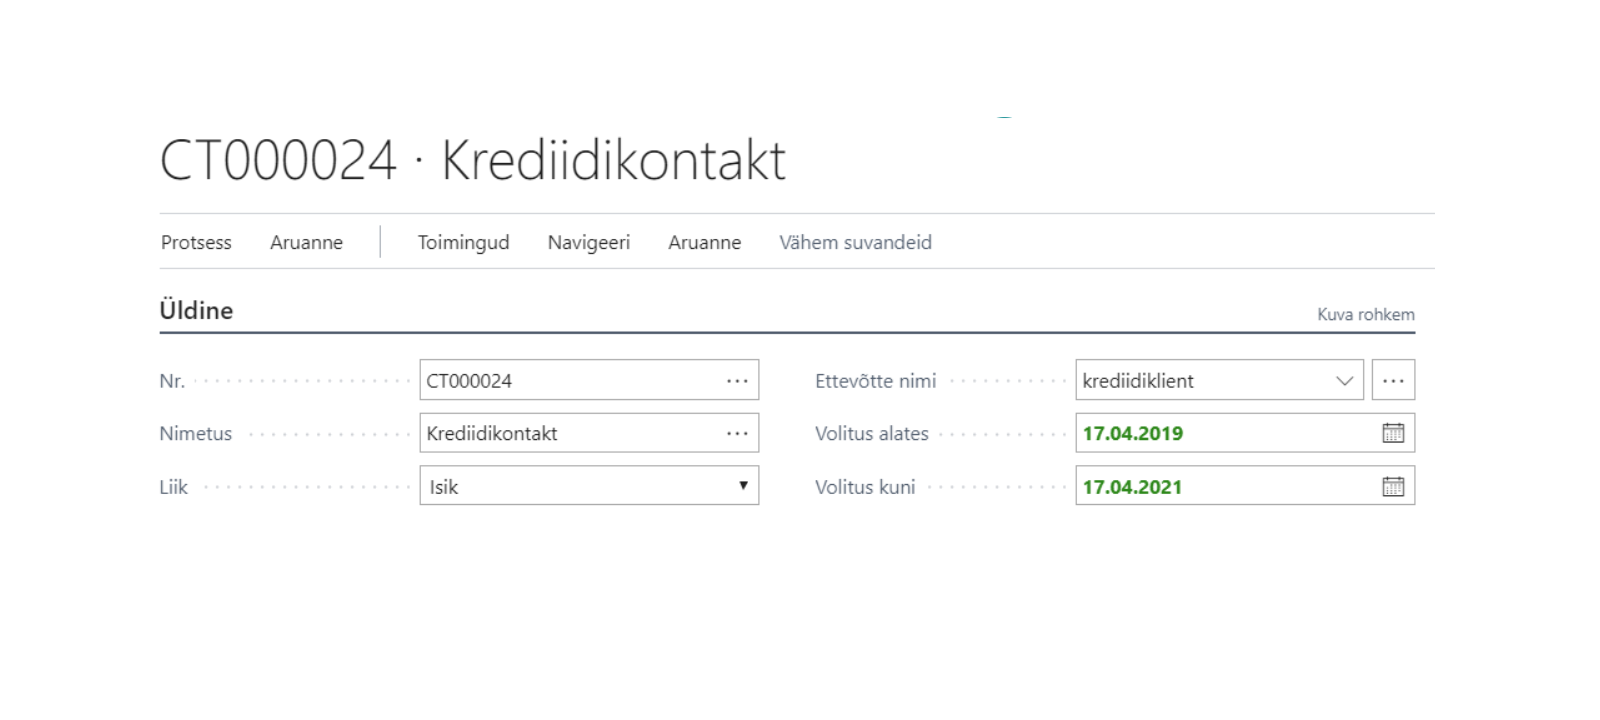 CT000024 · Krediidikontakt
Protsess Aruanne Toimingud Navigeeri Aruanne Vähem suvandeid
Üldine Kuva rohkem
Nr. CT000024 Ettevõtte nimi krediidiklient
Nimetus Krediidikontakt Volitus alates 17.04.2019
Liik Isik Volitus kuni 17.04.2021